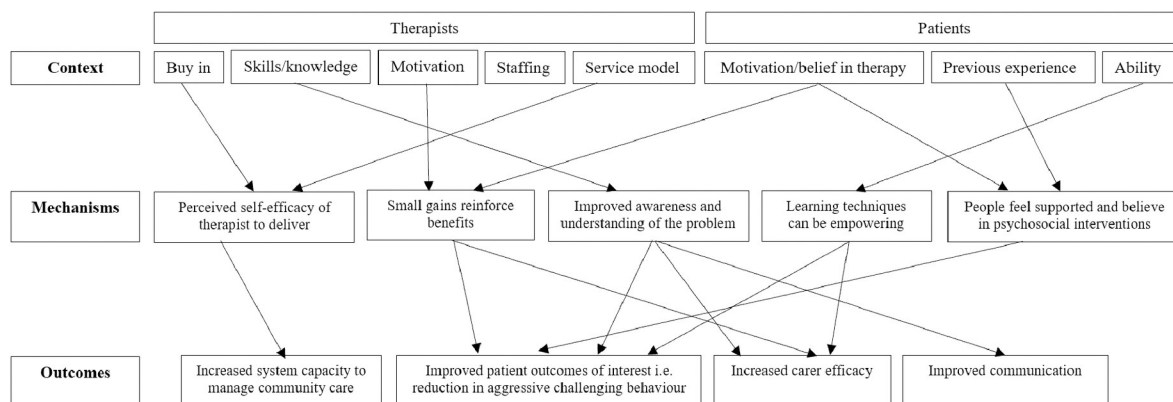 Therapists
Patients
Context
Buy in
Skills/knowledge
Motivation
Staffing
Service model
Motivation/belief in therapy
Previous experience
Ability
Mechanisms
Perceived self-efficacy of
therapist to deliver
Small gains reinforce
benefits
Improved awareness and
understanding of the problem
Learning techniques
can be empowering
People feel supported and believe
in psychosocial interventions
Outcomes
Increased system capacity to
manage community care
Improved patient outcomes of interest i.e.
reduction in aggressive challenging behaviour
Increased carer efficacy
Improved communication